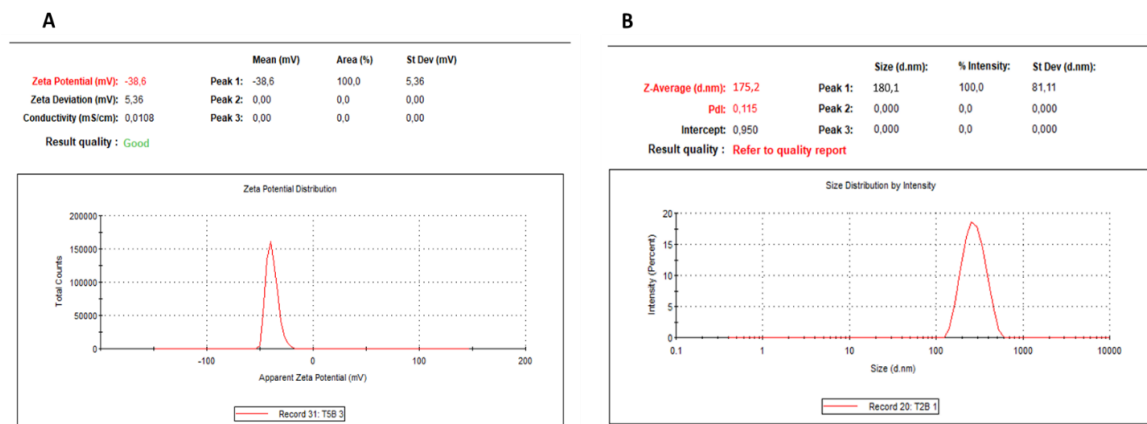 A
Mean (mV) Area (%) St Dev (mV)
Zeta Potential (mV): -38,6 Peak 1: -38,6 100,0 5,36
Zeta Deviation (mV): 5,36 Peak 2: 0,00 0,0 0,00
Conductivity (mS/cm): 0,0108 Peak 3: 0,00 0,0 0,00
Result quality : Good
Zeta Potential Distribution
Total Counts
200000
150000
100000
50000
0
-100 0 100 200
Apparent Zeta Potential (mV)
Record 31: T5B 3
B
Size (d.nm): % Intensity: St Dev (d.nm):
Z-Average (d.nm): 175,2 Peak 1: 180,1 100,0 81,11
PdI: 0,115 Peak 2: 0,000 0,0 0,000
Intercept: 0,950 Peak 3: 0,000 0,0 0,000
Result quality : Refer to quality report
Size Distribution by Intensity
Intensity (Percent)
20
15
10
5
0
0.1 1 10 100 1000 10000
Size (d.nm)
Record 20: T2B 1